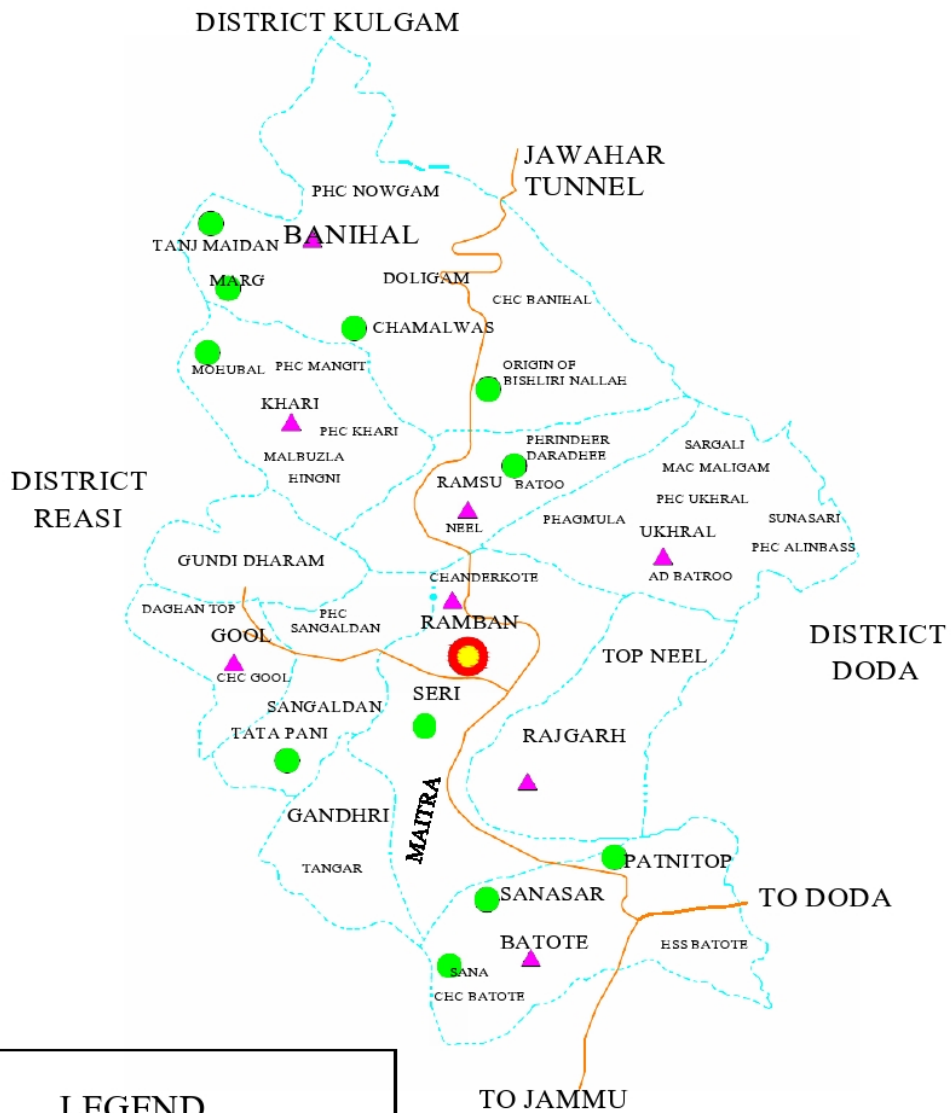 DISTRICT KULGAM
JAWAHAR
TUNNEL
PHC NOWGAM
BANIHAL
TANJ MAIDAN
DOLIGAM
MARG
CHC BANIHAL
CHAMALWAS
MOHUBAL
PHC MANGIT
ORIGIN OF
BISHLIRI NALLAH
KHARI
PHC KHARI
MALBUZLA
HINGNI
PHRINDHER
DARADHEE
BATOO
SARGALI
MAC MALIGAM
DISTRICT
REASI
RAMSU
NEEL
PHC UKHRAL
PHAGMULA
SUNASARI
UKHRAL
PHC ALINBASS
AD BATROO
GUNDI DHARAM
CHANDERKOTE
DAGHAN TOP
PHC
SANGALDAN
RAMBAN
GOOL
CHC GOOL
TOP NEEL
DISTRICT
DODA
SERI
SANGALDAN
TATA PANI
RAJGARH
MAITRA
GANDHRI
TANGAR
PATNITOP
SANASAR
TO DODA
BATOTE
HSS BATOTE
SANA
CHC BATOTE
TO JAMMU
LEGEND